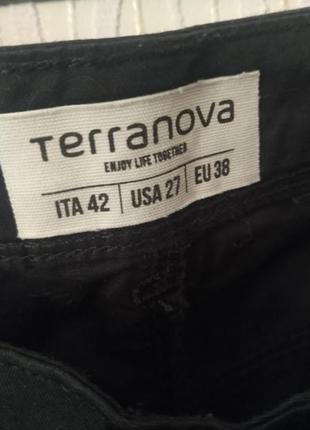 Terranova
ENJOY LIFE TOGETHER
ITA 42 | USA 27 | EU 38